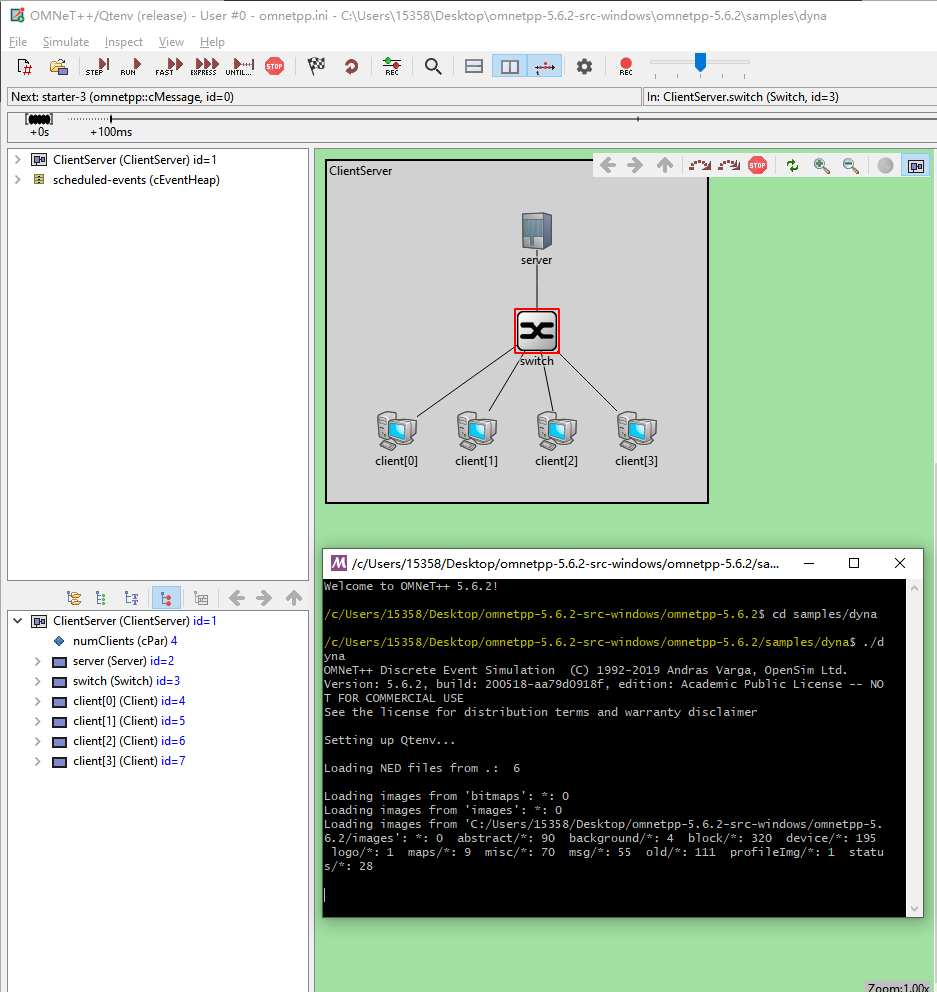 OMNeT++/Qtenv (release) - User #0 - omnetpp.ini - C:\Users\15358\Desktop\omnetpp-5.6.2-src-windows\omnetpp-5.6.2\samples\dyna
File Simulate Inspect View Help
STEP RUN FAST EXPRESS UNTIL... STOP REC REC
Next: starter-3 (omnetpp::cMessage, id=0) In: ClientServer.switch (Switch, id=3)
+0s +100ms
ClientServer (ClientServer) id=1
scheduled-events (cEventHeap)
STOP
ClientServer
server
switch
client[0] client[1] client[2] client[3]
ClientServer (ClientServer) id=1
numClients (cPar) 4
server (Server) id=2
switch (Switch) id=3
client[0] (Client) id=4
client[1] (Client) id=5
client[2] (Client) id=6
client[3] (Client) id=7
/c/Users/15358/Desktop/omnetpp-5.6.2-src-windows/omnetpp-5.6.2/sa...
Welcome to OMNeT++ 5.6.2!
/c/Users/15358/Desktop/omnetpp-5.6.2-src-windows/omnetpp-5.6.2$ cd samples/dyna
/c/Users/15358/Desktop/omnetpp-5.6.2-src-windows/omnetpp-5.6.2/samples/dyna$ ./d
yna
OMNeT++ Discrete Event Simulation (C) 1992-2019 Andras Varga, OpenSim Ltd.
Version: 5.6.2, build: 200518-aa79d0918f, edition: Academic Public License -- NO
T FOR COMMERCIAL USE
See the license for distribution terms and warranty disclaimer
Setting up Qtenv...
Loading NED files from .: 6
Loading images from 'bitmaps': *: 0
Loading images from 'images': *: 0
Loading images from 'C:/Users/15358/Desktop/omnetpp-5.6.2-src-windows/omnetpp-5.
6.2/images': *: 0 abstract/*: 90 background/*: 4 block/*: 320 device/*: 195
logo/*: 1 maps/*: 9 misc/*: 70 msg/*: 55 old/*: 111 profileImg/*: 1 statu
s/*: 28
Zoom:1.00x